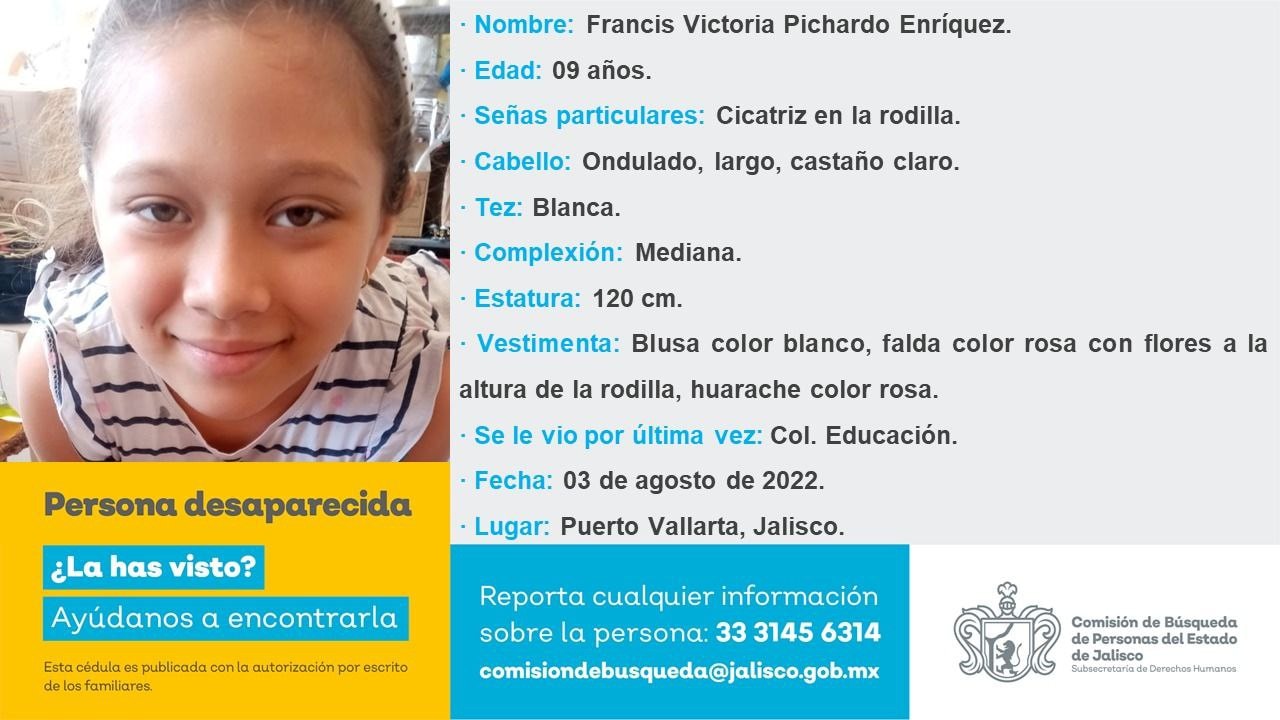 · Nombre: Francis Victoria Pichardo Enríquez.
· Edad: 09 años.
· Señas particulares: Cicatriz en la rodilla.
· Cabello: Ondulado, largo, castaño claro.
· Tez: Blanca.
· Complexión: Mediana.
· Estatura: 120 cm.
· Vestimenta: Blusa color blanco, falda color rosa con flores a la
altura de la rodilla, huarache color rosa.
· Se le vio por última vez: Col. Educación.
· Fecha: 03 de agosto de 2022.
· Lugar: Puerto Vallarta, Jalisco.
Persona desaparecida
¿La has visto?
Ayúdanos a encontrarla
Esta cédula es publicada con la autorización por escrito
de los familiares.
Reporta cualquier información
sobre la persona: 33 3145 6314
comisiondebusqueda@jalisco.gob.mx
Comisión de Búsqueda
de Personas del Estado
de Jalisco
Subsecretaría de Derechos Humanos